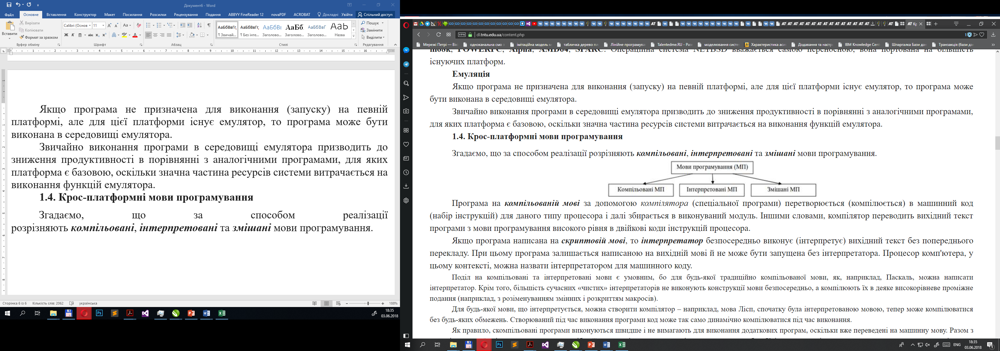 Документ6 - Word
Файл Основне Вставлення Конструктор Макет Посилання Розсилки Рецензування Подання ABBYY FineReader 12 novaPDF ACROBAT Докладні Увійти Спільний доступ
Вставити
Вирізати
Копіювати
Формат за зразком
Calibri (Основ 11
АаБбВвГг, АаБбВвГг, АаБбВв АаБб АаБбВвГ АаЬ
¶ Звичай... ¶ Без інте... Заголово... Заголово... Заголово... Назва
Пошук
Замінити
Виділити
Буфер обміну Шрифт Абзац Стилі Редагування
Якщо програма не призначена для виконання (запуску) на певній
платформі, але для цієї платформи існує емулятор, то програма може бути
виконана в середовищі емулятора.
Звичайно виконання програми в середовищі емулятора призводить до
зниження продуктивності в порівнянні з аналогічними програмами, для яких
платформа є базовою, оскільки значна частина ресурсів системи витрачається на
виконання функцій емулятора.
1.4. Крос-платформні мови програмування
Згадаємо, що за способом реалізації
розрізняють компільовані, інтерпретовані та змішані мови програмування.
Сторінка 6 із 6 Кількість слів: 2062 українська 188%
18:35
03.06.2018
VPN dl.tntu.edu.ua/content.php
Мережі Петрі — Вікі одноканальна смо імітаційна модель м табличка дерево пл Лінійне програмува Talentedme.RU - Раз моделювання систе Характеристика аси Додавання та настр IBM Knowledge Cent Шпаргалка Бази дан Транзакція (бази да
m68k, POWERPC, Alpha, AMD64, SPARC. Операційна система NETBSD вважається самою переносною, вона портована на більшість
існуючих платформ.
Емуляція
Якщо програма не призначена для виконання (запуску) на певній платформі, але для цієї платформи існує емулятор, то програма може
бути виконана в середовищі емулятора.
Звичайно виконання програми в середовищі емулятора призводить до зниження продуктивності в порівнянні з аналогічними програмами,
для яких платформа є базовою, оскільки значна частина ресурсів системи витрачається на виконання функцій емулятора.
1.4. Крос-платформні мови програмування
Згадаємо, що за способом реалізації розрізняють компільовані, інтерпретовані та змішані мови програмування.
Мови програмування (МП)
Компільовані МП Інтерпретовані МП Змішані МП
Програма на компільованій мові за допомогою компілятора (спеціальної програми) перетворюється (компілюється) в машинний код
(набір інструкцій) для даного типу процесора і далі збирається в виконуваний модуль. Іншими словами, компілятор переводить вихідний текст
програми з мови програмування високого рівня в двійкові коди інструкцій процесора.
Якщо програма написана на скриптовій мові, то інтерпретатор безпосередньо виконує (інтерпретує) вихідний текст без попереднього
перекладу. При цьому програма залишається написаною на вихідній мові й не може бути запущена без інтерпретатора. Процесор комп'ютера, у
цьому контексті, можна назвати інтерпретатором для машинного коду.
Поділ на компільовані та інтерпретовані мови є умовним, бо для будь-якої традиційно компільованої мови, як, наприклад, Паскаль, можна написати
інтерпретатор. Крім того, більшість сучасних «чистих» інтерпретаторів не виконують конструкції мови безпосередньо, а компілюють їх в деяке високорівневе проміжне
подання (наприклад, з розіменуванням змінних і розкриттям макросів).
Для будь-якої мови, що інтерпретується, можна створити компілятор – наприклад, мова Лісп, спочатку була інтерпретованою мовою, тепер може компілюватися
без будь-яких обмежень. Створюваний під час виконання програми код може так само динамічно компілюватися під час виконання.
Як правило, скомпільовані програми виконуються швидше і не вимагають для виконання додаткових програм, оскільки вже переведені на машинну мову. Разом з
ENG 18:35
03.06.2018